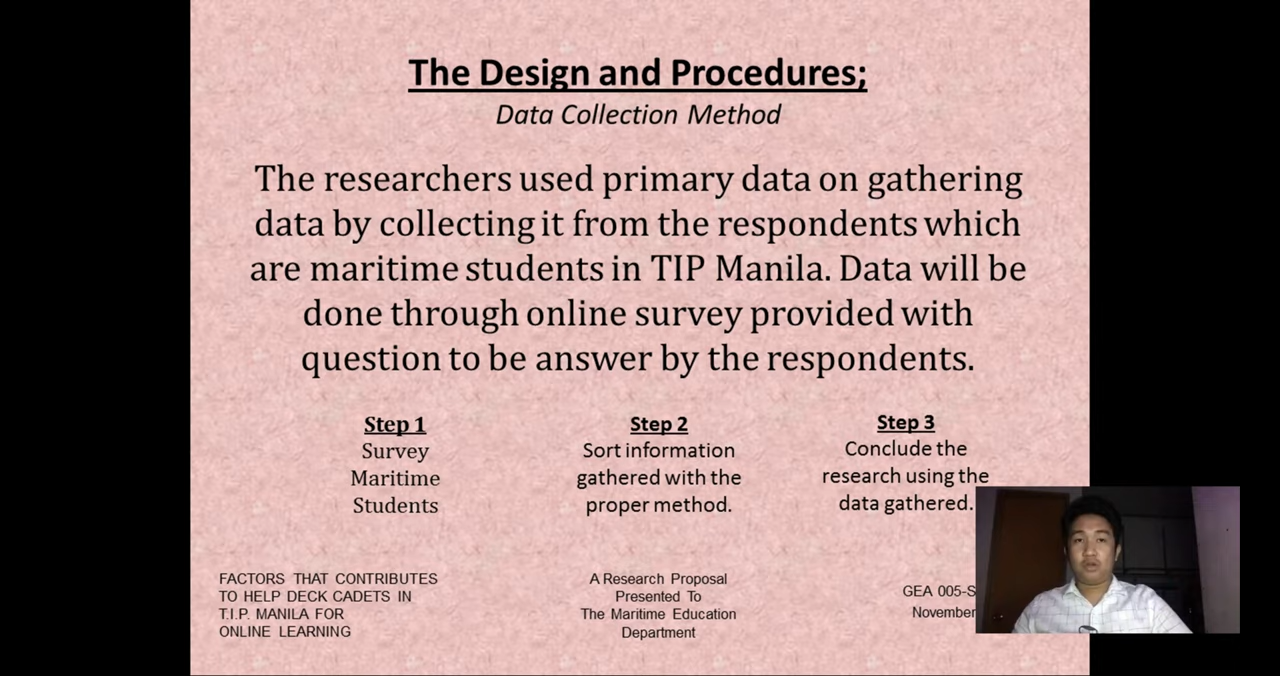 The Design and Procedures;
Data Collection Method
The researchers used primary data on gathering
data by collecting it from the respondents which
are maritime students in TIP Manila. Data will be
done through online survey provided with
question to be answer by the respondents.
Step 1
Survey
Maritime
Students
Step 2
Sort information
gathered with the
proper method.
Step 3
Conclude the
research using the
data gathered.
FACTORS THAT CONTRIBUTES
TO HELP DECK CADETS IN
T.I.P. MANILA FOR
ONLINE LEARNING
A Research Proposal
Presented To
The Maritime Education
Department
GEA 005-S
November